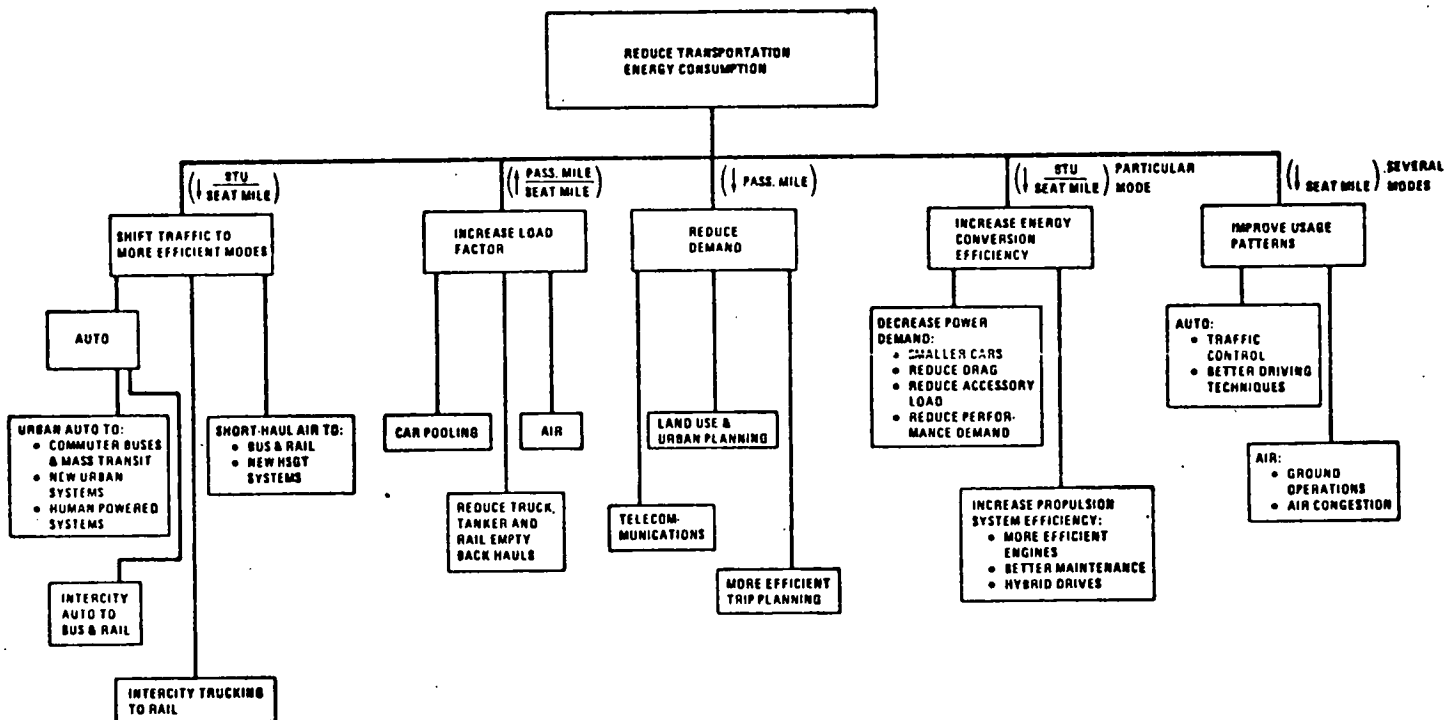 REDUCE TRANSPORTATION
ENERGY CONSUMPTION
(↓ BTU
SEAT MILE)
SHIFT TRAFFIC TO
MORE EFFICIENT MODES
AUTO
URBAN AUTO TO:
• COMMUTER BUSES
& MASS TRANSIT
• NEW URBAN
SYSTEMS
• HUMAN POWERED
SYSTEMS
INTERCITY
AUTO TO
BUS & RAIL
INTERCITY TRUCKING
TO RAIL
SHORT-HAUL AIR TO:
• BUS & RAIL
• NEW HSGT
SYSTEMS
(↑ PASS. MILE
SEAT MILE)
INCREASE LOAD
FACTOR
CAR POOLING
REDUCE TRUCK,
TANKER AND
RAIL EMPTY
BACK HAULS
AIR
(↓ PASS. MILE)
REDUCE
DEMAND
TELECOM-
MUNICATIONS
LAND USE &
URBAN PLANNING
MORE EFFICIENT
TRIP PLANNING
(↓ BTU
SEAT MILE) PARTICULAR
MODE
INCREASE ENERGY
CONVERSION
EFFICIENCY
DECREASE POWER
DEMAND:
• SMALLER CARS
• REDUCE DRAG
• REDUCE ACCESSORY
LOAD
• REDUCE PERFOR-
MANCE DEMAND
INCREASE PROPULSION
SYSTEM EFFICIENCY:
• MORE EFFICIENT
ENGINES
• BETTER MAINTENANCE
• HYBRID DRIVES
(↓ SEAT MILE) SEVERAL
MODES
IMPROVE USAGE
PATTERNS
AUTO:
• TRAFFIC
CONTROL
• BETTER DRIVING
TECHNIQUES
AIR:
• GROUND
OPERATIONS
• AIR CONGESTION